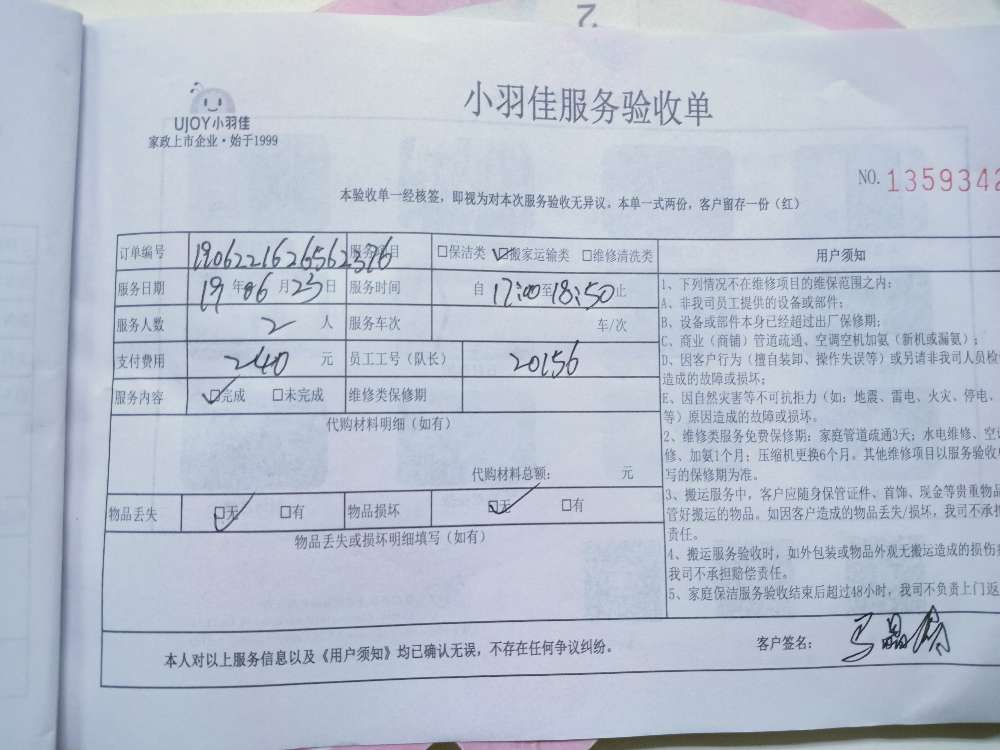 2.
UJOY小羽佳
家政上市企业·始于1999
小羽佳服务验收单
NO. 1359342
本验收单一经核签，即视为对本次服务验收无异议。本单一式两份，客户留存一份（红）
订单编号 服务项目 □保洁类 □搬家运输类 □维修清洗类 用户须知
服务日期 19年06月23日 服务时间 自17:00至18:50止
服务人数 2 人 服务车次 车/次
支付费用 240 元 员工工号（队长） 20156
服务内容 □完成 □未完成 维修类保修期
代购材料明细（如有）
代购材料总额： 元
物品丢失 □无 □有 物品损坏 □无 □有
物品丢失或损坏明细填写（如有）
1、下列情况不在维修项目的维保范围之内：
A、非我司员工提供的设备或部件；
B、设备或部件本身已经超过出厂保修期；
C、商业（商铺）管道疏通、空调空机加氨（新机或漏氨）；
D、因客户行为（擅自装卸、操作失误等）或另请非我司人员检
造成的故障或损坏；
E、因自然灾害等不可抗拒力（如：地震、雷电、火灾、停电、
等）原因造成的故障或损坏。
2、维修类服务免费保修期：家庭管道疏通3天；水电维修、空
修、加氨1个月；压缩机更换6个月。其他维修项目以服务验收
写的保修期为准。
3、搬运服务中，客户应随身保管证件、首饰、现金等贵重物品
管好搬运的物品。如因客户造成的物品丢失/损坏，我司不承担
责任。
4、搬运服务验收时，如外包装或物品外观无搬运造成的损伤
我司不承担赔偿责任。
5、家庭保洁服务验收结束后超过48小时，我司不负责上门返
本人对以上服务信息以及《用户须知》均已确认无误，不存在任何争议纠纷。 客户签名：